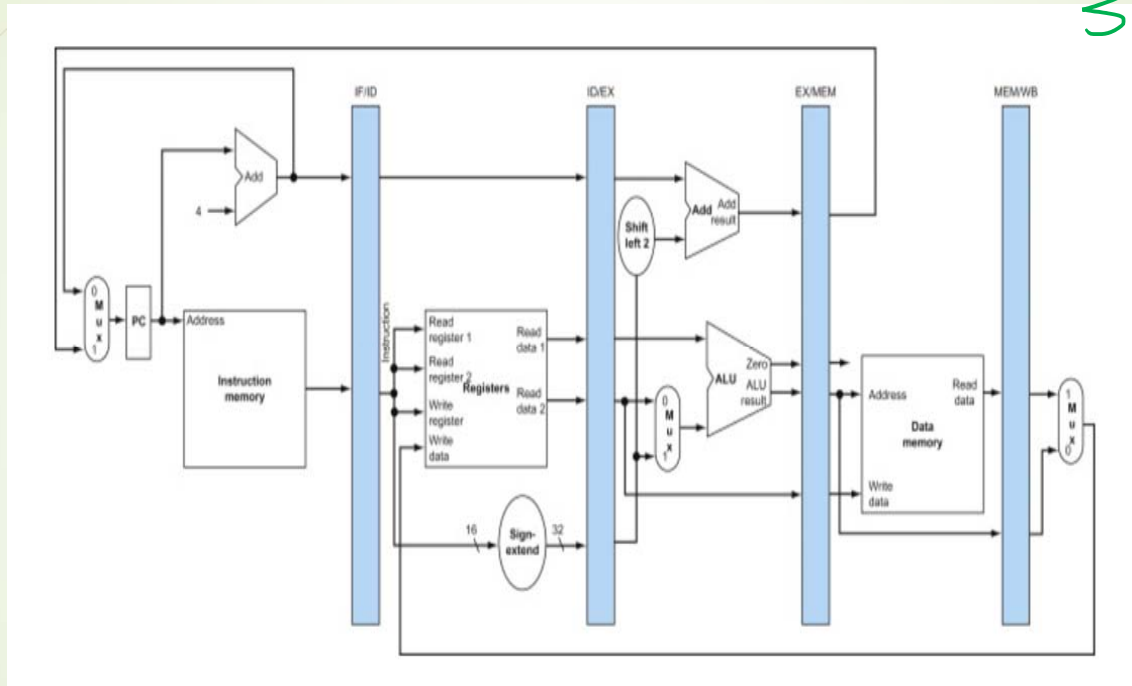 3
IF/ID
ID/EX
EX/MEM
MEM/WB
Add
4
Shift
left 2
Add
Add
result
0
M
u
x
1
PC
Address
Instruction
memory
Instruction
Read
register 1
Read
register 2
Registers
Write
register
Write
data
Read
data 1
Read
data 2
16
Sign-
extend
32
0
M
u
x
1
ALU
Zero
ALU
result
Address
Data
memory
Write
data
Read
data
1
M
u
x
0